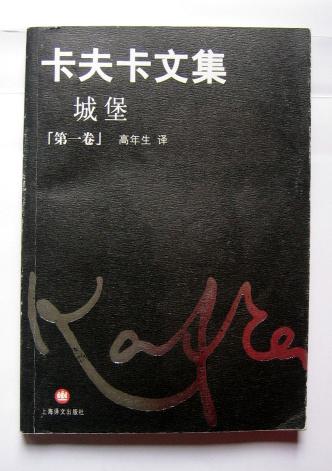 卡夫卡文集
城堡
「第一卷」 高年生 译
Kafka
上海译文出版社